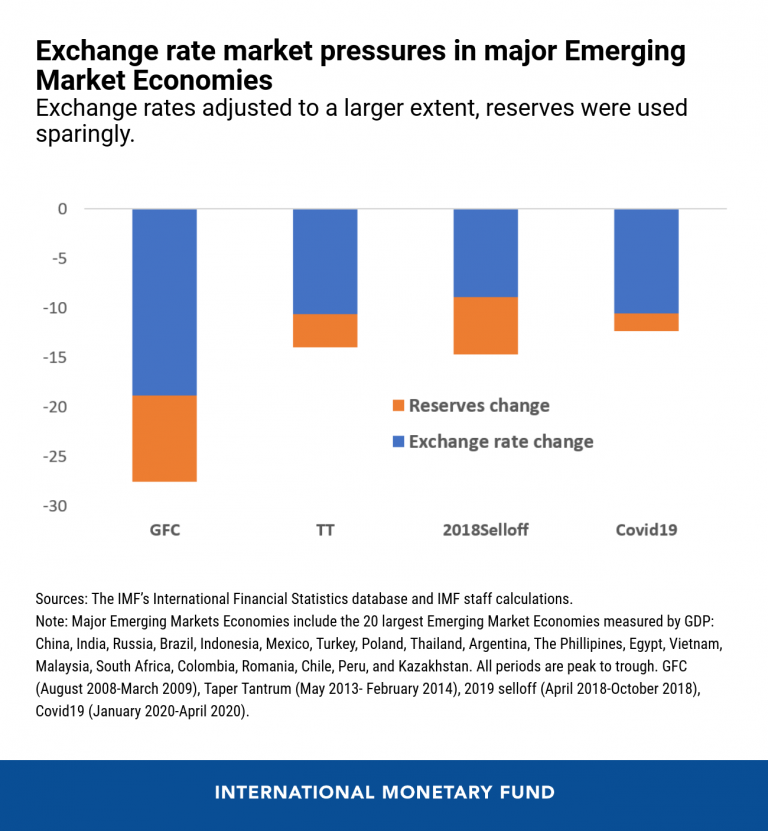 Exchange rate market pressures in major Emerging
Market Economies
Exchange rates adjusted to a larger extent, reserves were used
sparingly.
0
-5
-10
-15
-20
-25
-30
Reserves change
Exchange rate change
GFC TT 2018Selloff Covid19
Sources: The IMF’s International Financial Statistics database and IMF staff calculations.
Note: Major Emerging Markets Economies include the 20 largest Emerging Market Economies measured by GDP:
China, India, Russia, Brazil, Indonesia, Mexico, Turkey, Poland, Thailand, Argentina, The Phillipines, Egypt, Vietnam,
Malaysia, South Africa, Colombia, Romania, Chile, Peru, and Kazakhstan. All periods are peak to trough. GFC
(August 2008-March 2009), Taper Tantrum (May 2013- February 2014), 2019 selloff (April 2018-October 2018),
Covid19 (January 2020-April 2020).
INTERNATIONAL MONETARY FUND